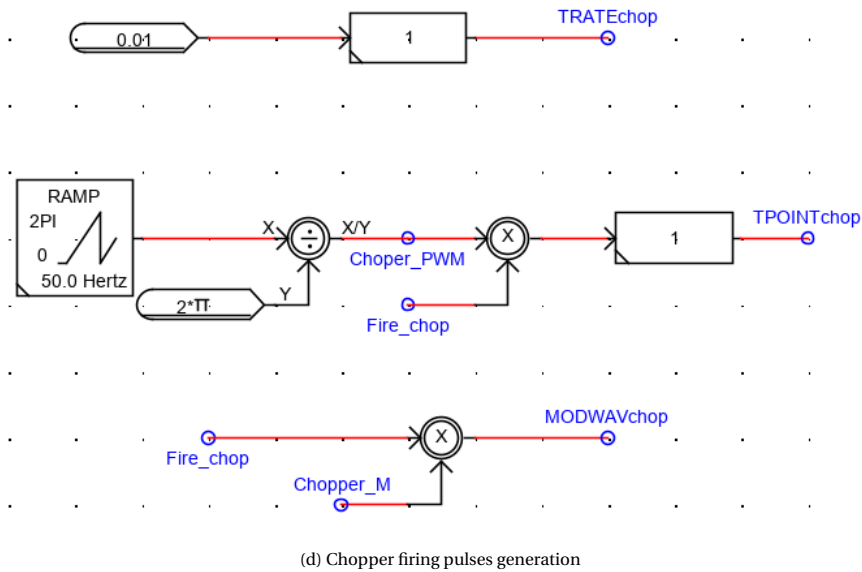 TRATEchop
0.01
1
RAMP
2PI
0
50.0 Hertz
X
÷
X/Y
Choper_PWM
X
1
TPOINTchop
2*TT
Y
Fire_chop
MODWAVchop
X
Fire_chop
Chopper_M
(d) Chopper firing pulses generation